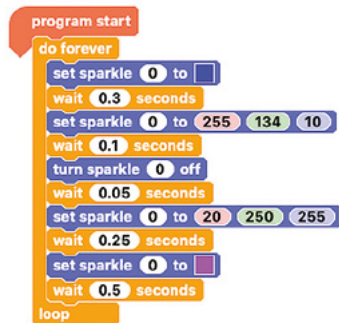 program start
do forever
set sparkle 0 to
wait 0.3 seconds
set sparkle 0 to 255 134 10
wait 0.1 seconds
turn sparkle 0 off
wait 0.05 seconds
set sparkle 0 to 20 250 255
wait 0.25 seconds
set sparkle 0 to
wait 0.5 seconds
loop